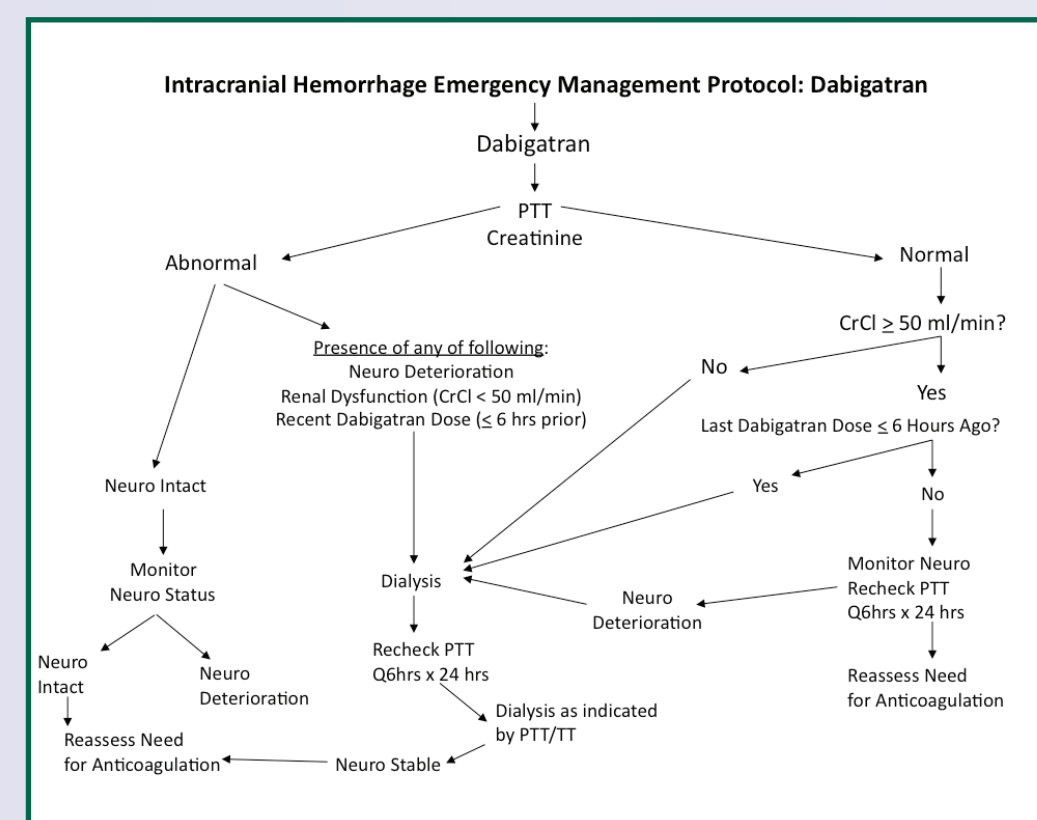 Intracranial Hemorrhage Emergency Management Protocol: Dabigatran
Dabigatran
PTT
Creatinine
Abnormal
Normal
CrCl ≥ 50 ml/min?
Presence of any of following:
Neuro Deterioration
Renal Dysfunction (CrCl < 50 ml/min)
Recent Dabigatran Dose (≤ 6 hrs prior)
No
Yes
Last Dabigatran Dose ≤ 6 Hours Ago?
Neuro Intact
Yes
No
Monitor
Neuro Status
Dialysis
Neuro
Deterioration
Monitor Neuro
Recheck PTT
Q6hrs x 24 hrs
Neuro
Intact
Neuro
Deterioration
Recheck PTT
Q6hrs x 24 hrs
Reassess Need
for Anticoagulation
Dialysis as indicated
by PTT/TT
Reassess Need
for Anticoagulation
Neuro Stable